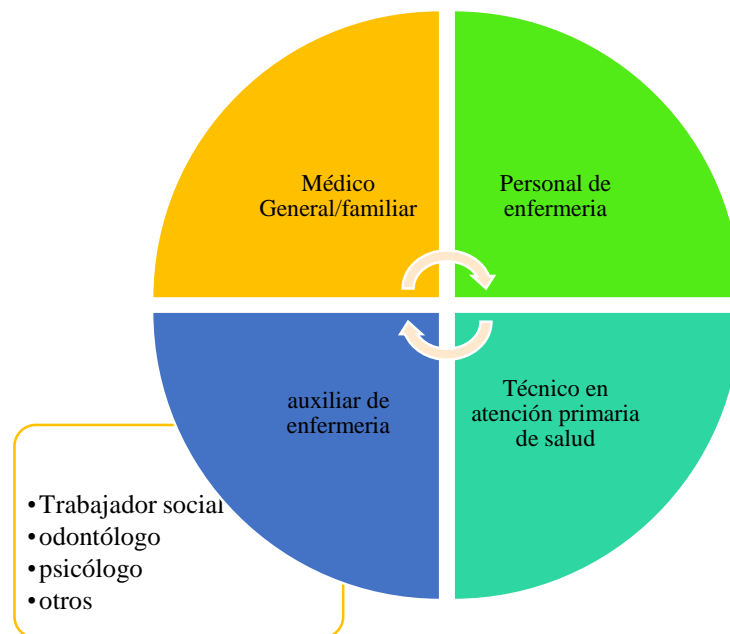 Médico
General/familiar
Personal de
enfermeria
auxiliar de
enfermeria
Técnico en
atención primaria
de salud
•Trabajador social
•odontólogo
•psicólogo
•otros